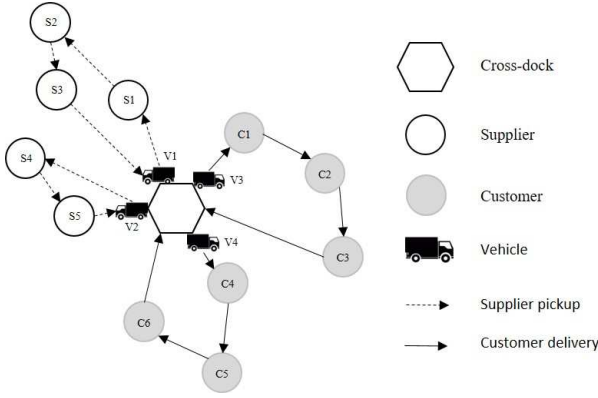 S2
S3
S1
S4
S5
V1
V2
V3
V4
C1
C2
C3
C4
C5
C6
Cross-dock
Supplier
Customer
Vehicle
Supplier pickup
Customer delivery